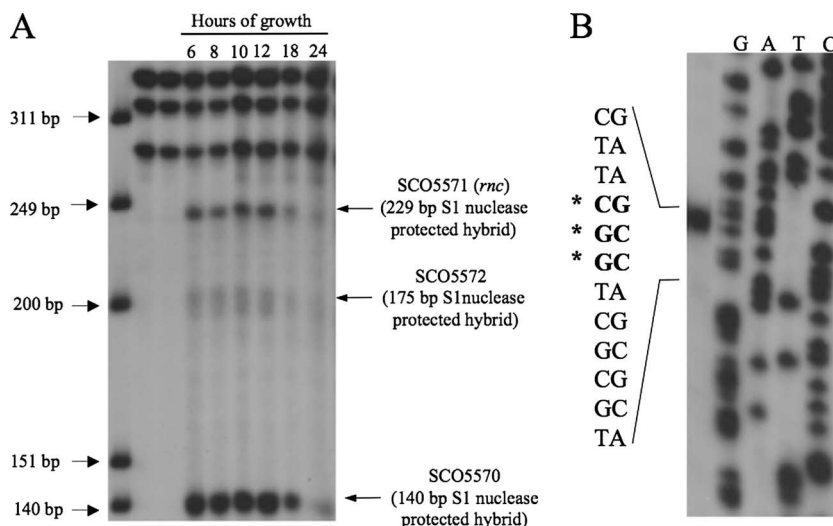 A
Hours of growth
6 8 10 12 18 24
311 bp
249 bp
200 bp
151 bp
140 bp
SCO5571 (rnc)
(229 bp S1 nuclease
protected hybrid)
SCO5572
(175 bp S1nuclease
protected hybrid)
SCO5570
(140 bp S1 nuclease
protected hybrid)
B
G A T C
CG
TA
TA
* CG
* GC
* GC
TA
CG
GC
CG
GC
TA